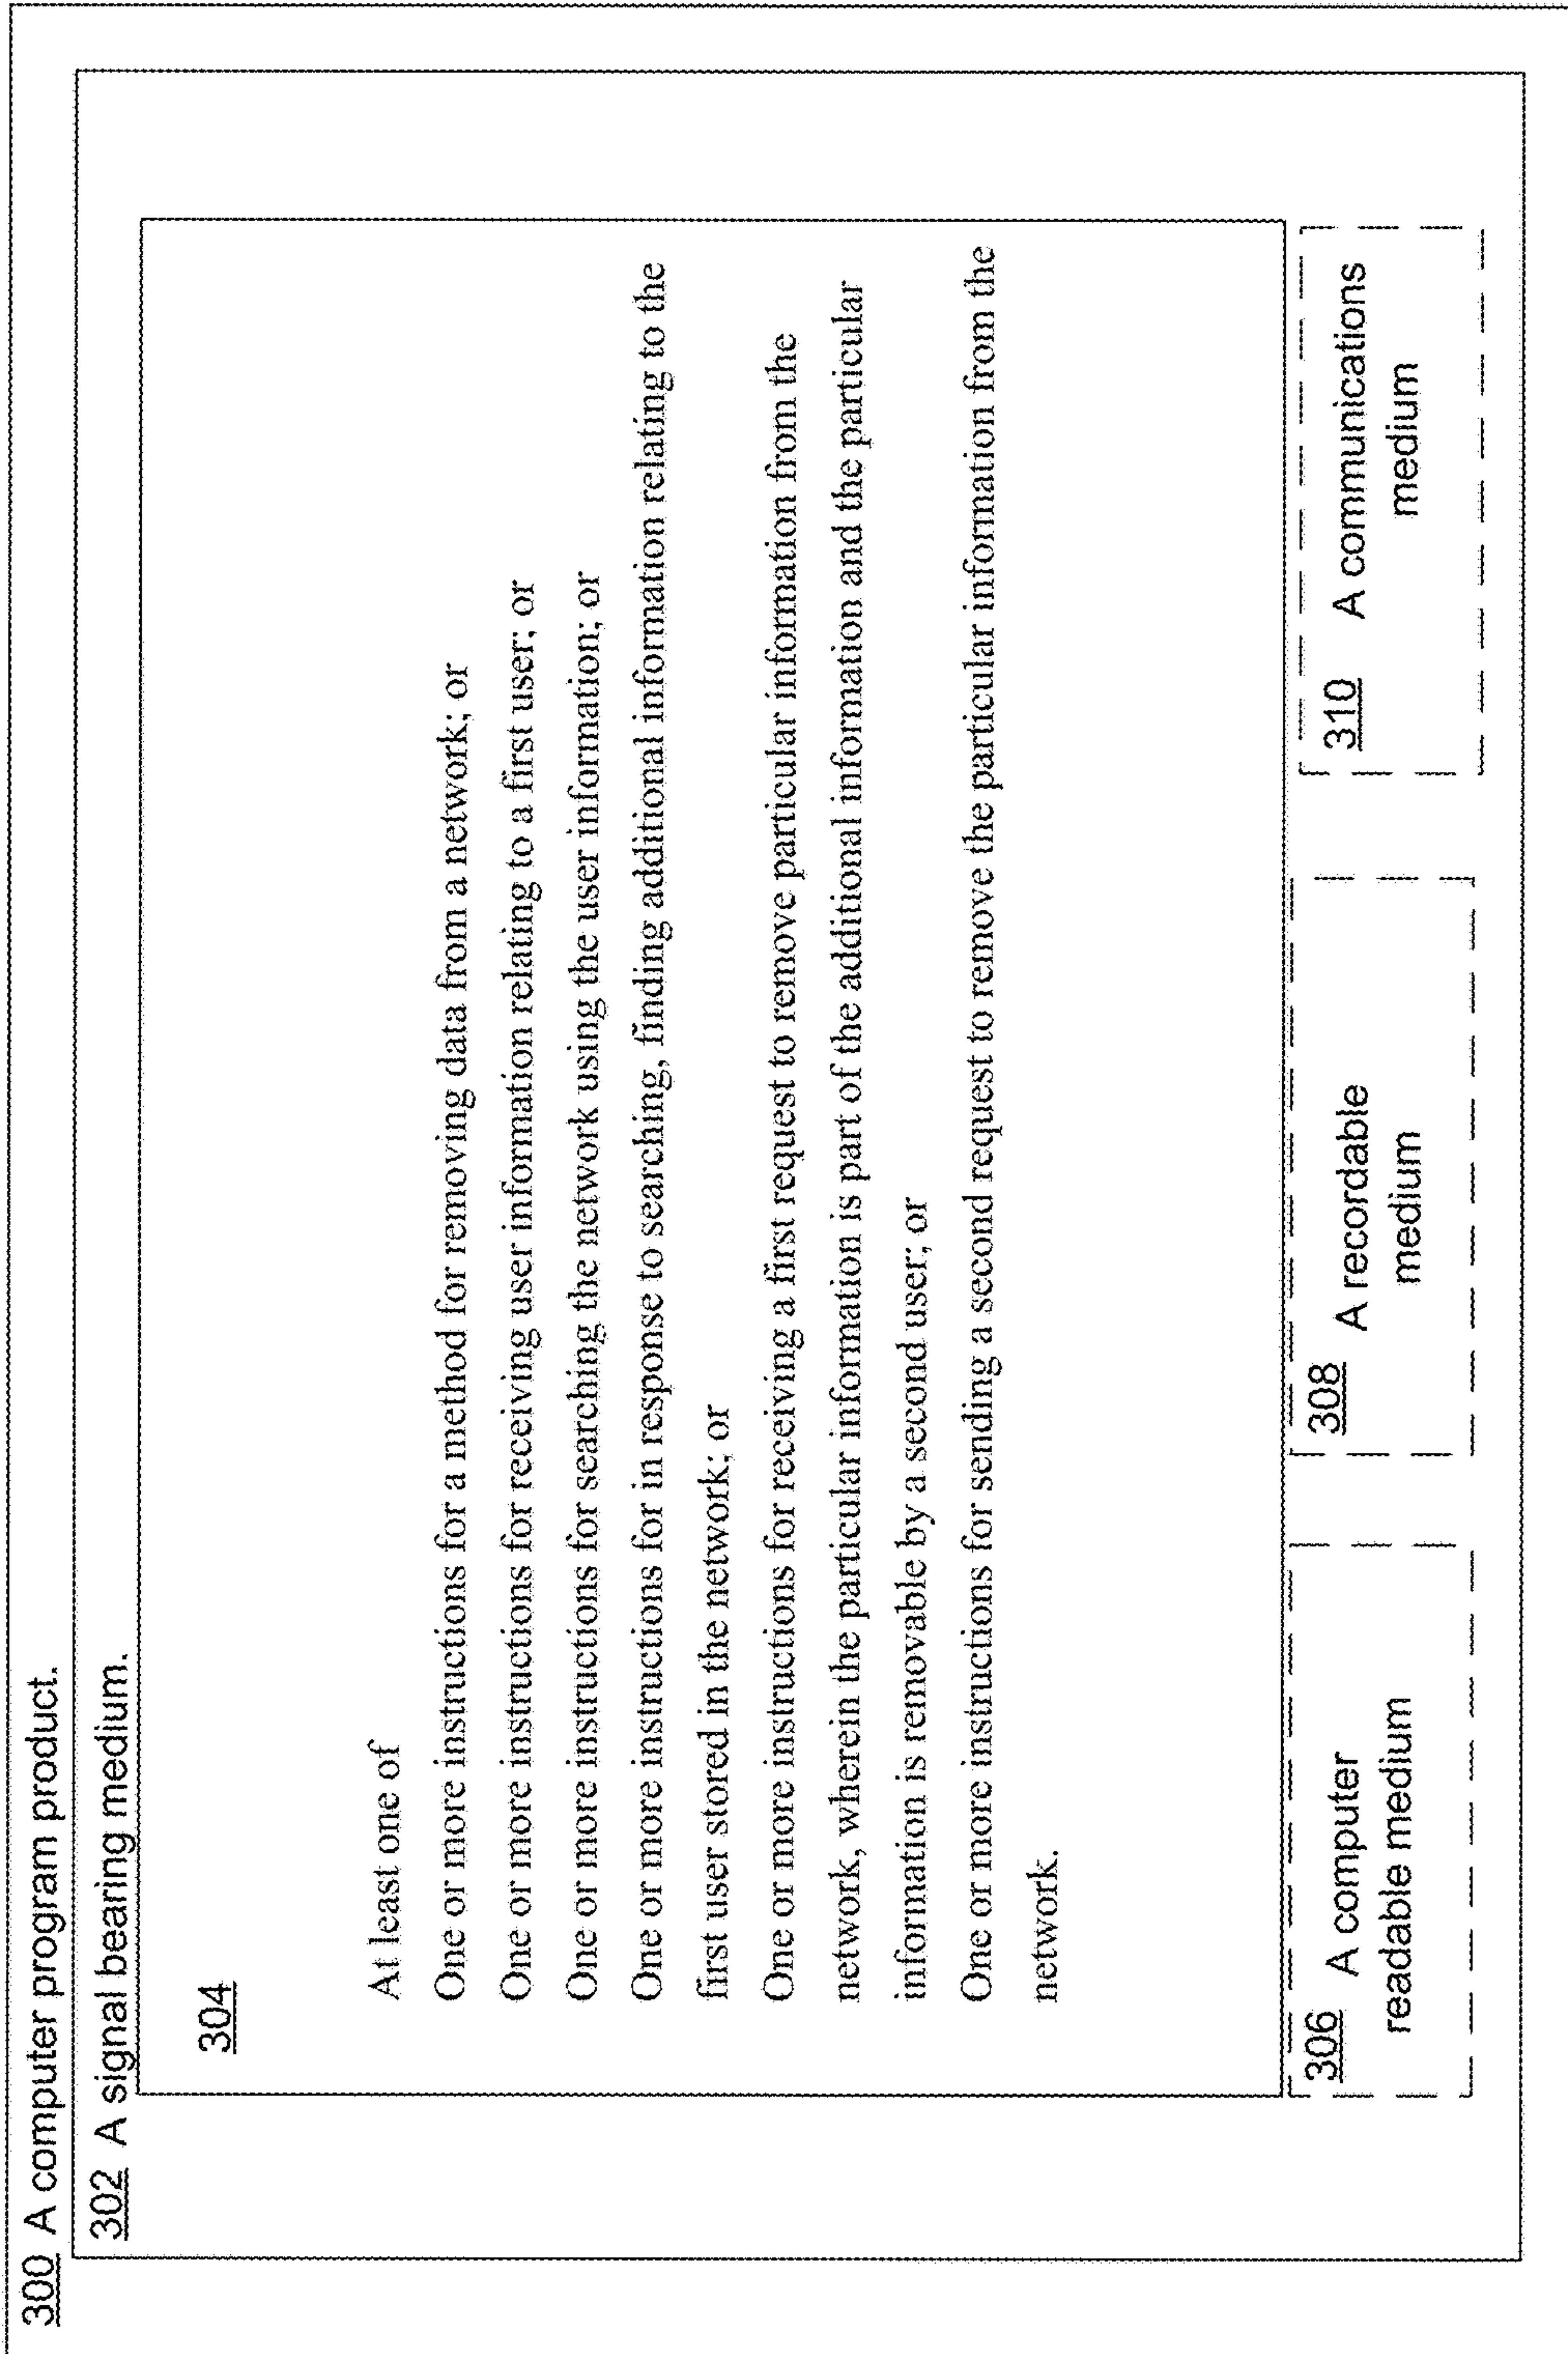 300 A computer program product.
302 A signal bearing medium.
304
At least one of
One or more instructions for a method for removing data from a network; or
One or more instructions for receiving user information relating to a first user; or
One or more instructions for searching the network using the user information; or
One or more instructions for in response to searching, finding additional information relating to the
first user stored in the network; or
One or more instructions for receiving a first request to remove particular information from the
network, wherein the particular information is part of the additional information and the particular
information is removable by a second user; or
One or more instructions for sending a second request to remove the particular information from the
network.
306 A computer
readable medium
308 A recordable
medium
310 A communications
medium